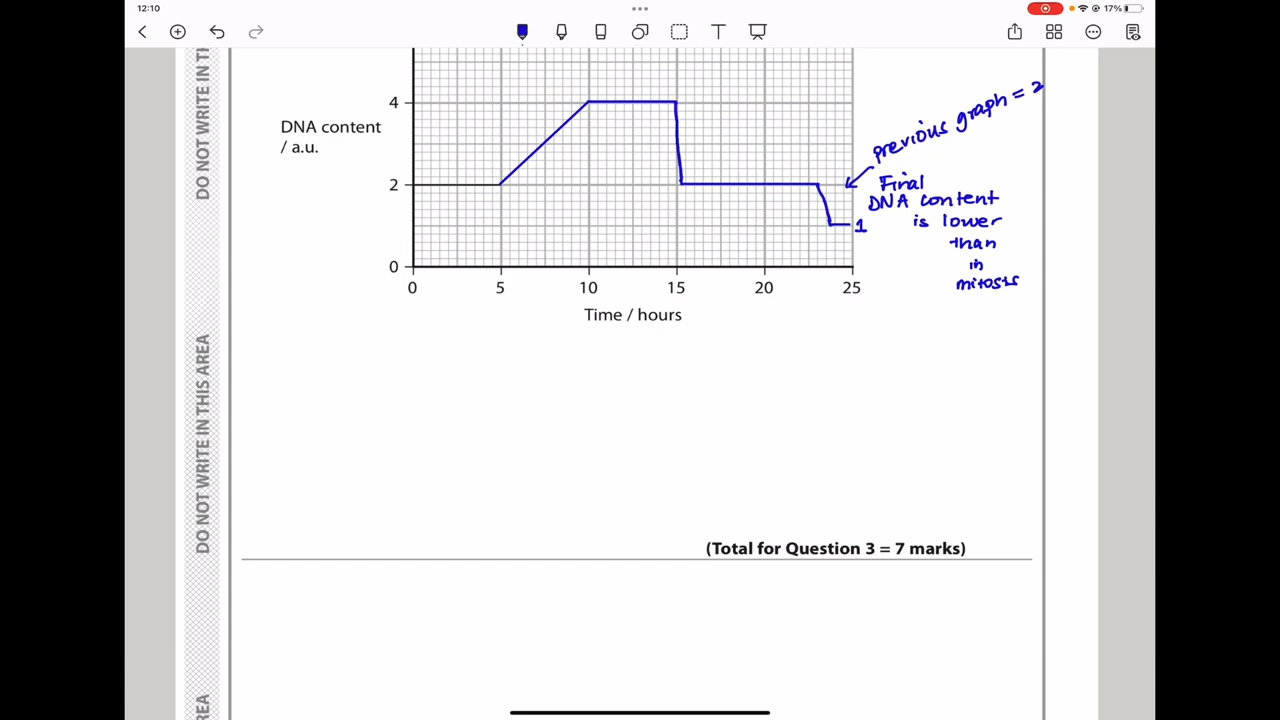 12:10
17%
T
DO NOT WRITE IN TH
4
DNA content
/ a.u.
2
0
0 5 10 15 20 25
Time / hours
previous graph = 2
Final
DNA content
is lower
than
in
mitosis
1
DO NOT WRITE IN THIS AREA
(Total for Question 3 = 7 marks)
REA